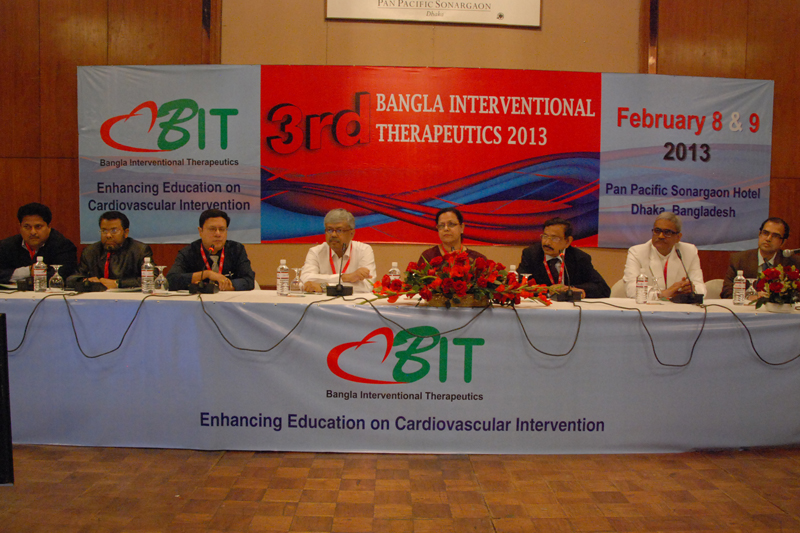 PAN PACIFIC SONARGAON
Dhaka
BIT
Bangla Interventional Therapeutics
Enhancing Education on
Cardiovascular Intervention
3rd
BANGLA INTERVENTIONAL
THERAPEUTICS 2013
February 8 & 9
2013
Pan Pacific Sonargaon Hotel
Dhaka, Bangladesh
BIT
Bangla Interventional Therapeutics
Enhancing Education on Cardiovascular Intervention